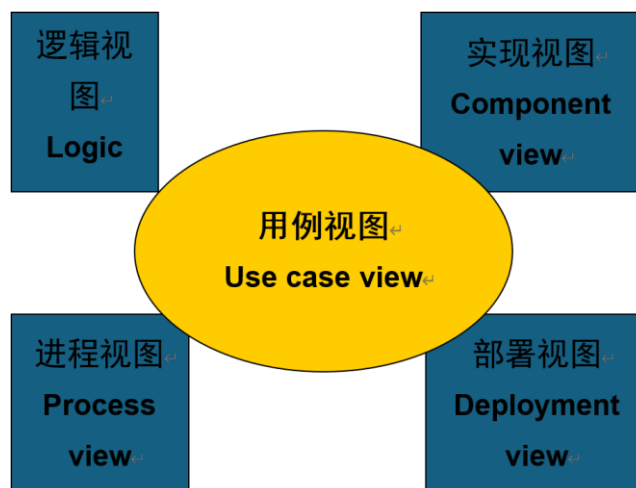 逻辑视
图
Logic
实现视图
Component
view
用例视图
Use case view
进程视图
Process
view
部署视图
Deployment
view